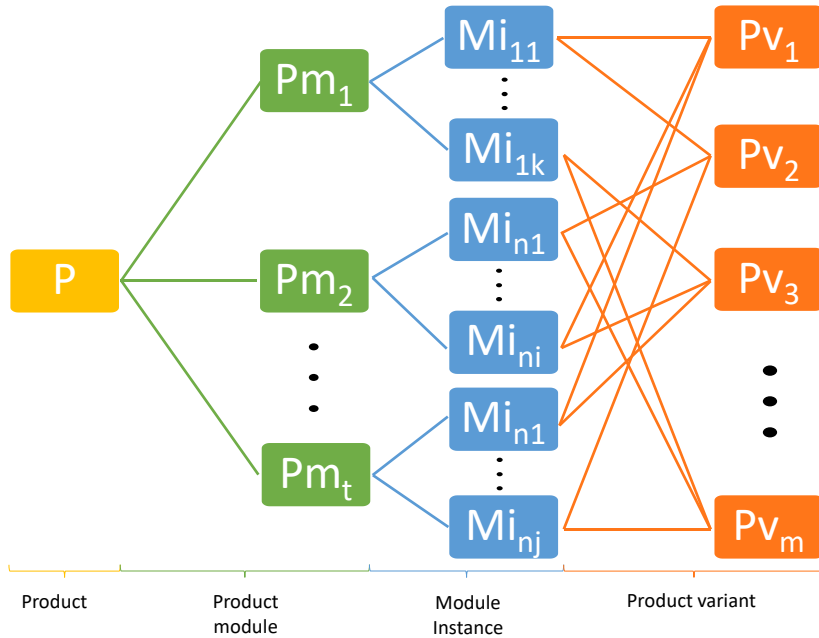 P
Pm₁
Pm₂
Pmₜ
Mi₁₁
Mi₁ₖ
Miₙ₁
Miₙᵢ
Miₙ₁
Miₙⱼ
Pv₁
Pv₂
Pv₃
Pvₘ
Product
Product
module
Module
Instance
Product variant